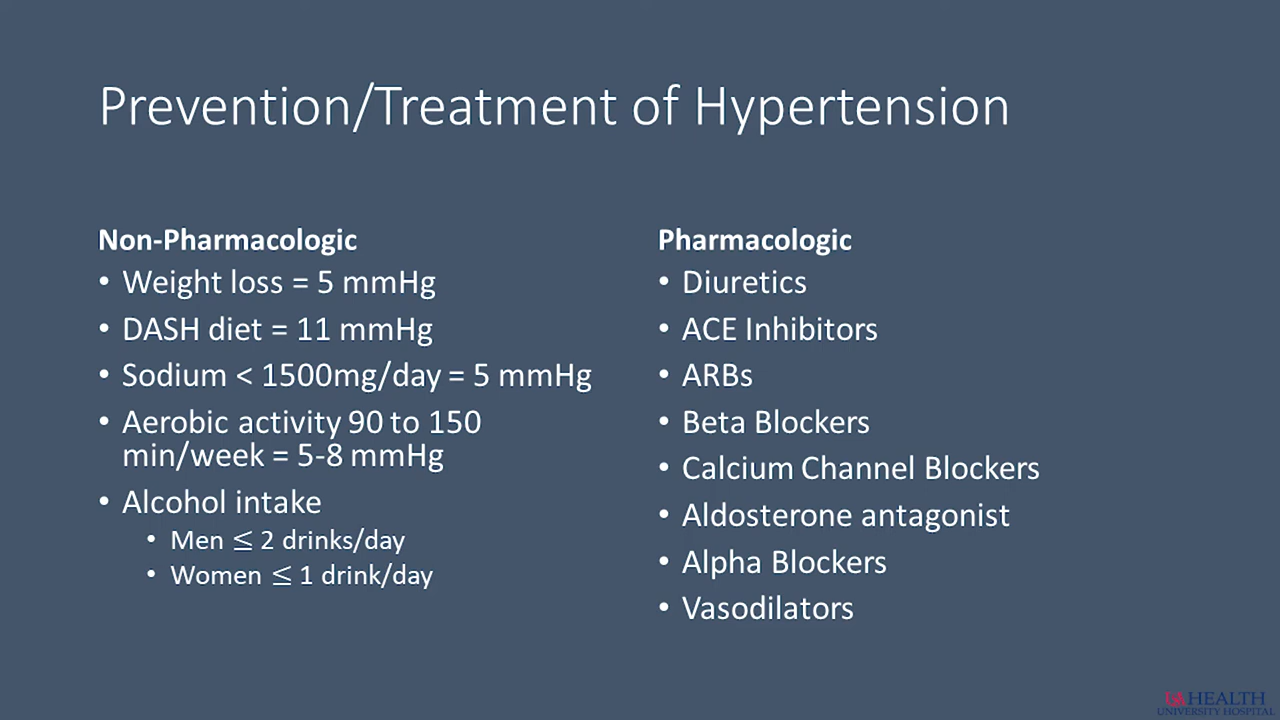 Prevention/Treatment of Hypertension
Non-Pharmacologic
• Weight loss = 5 mmHg
• DASH diet = 11 mmHg
• Sodium < 1500mg/day = 5 mmHg
• Aerobic activity 90 to 150
min/week = 5-8 mmHg
• Alcohol intake
• Men ≤ 2 drinks/day
• Women ≤ 1 drink/day
Pharmacologic
• Diuretics
• ACE Inhibitors
• ARBs
• Beta Blockers
• Calcium Channel Blockers
• Aldosterone antagonist
• Alpha Blockers
• Vasodilators
HEALTH
UNIVERSITY HOSPITAL